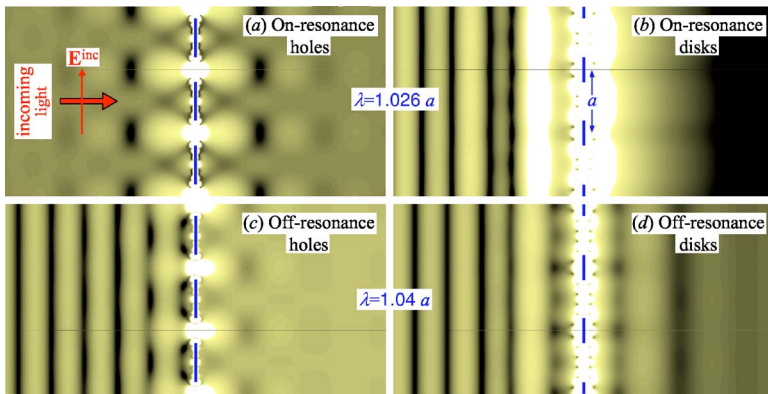 (a) On-resonance
holes
E^inc
incoming
light
(b) On-resonance
disks
λ=1.026 a
a
(c) Off-resonance
holes
(d) Off-resonance
disks
λ=1.04 a